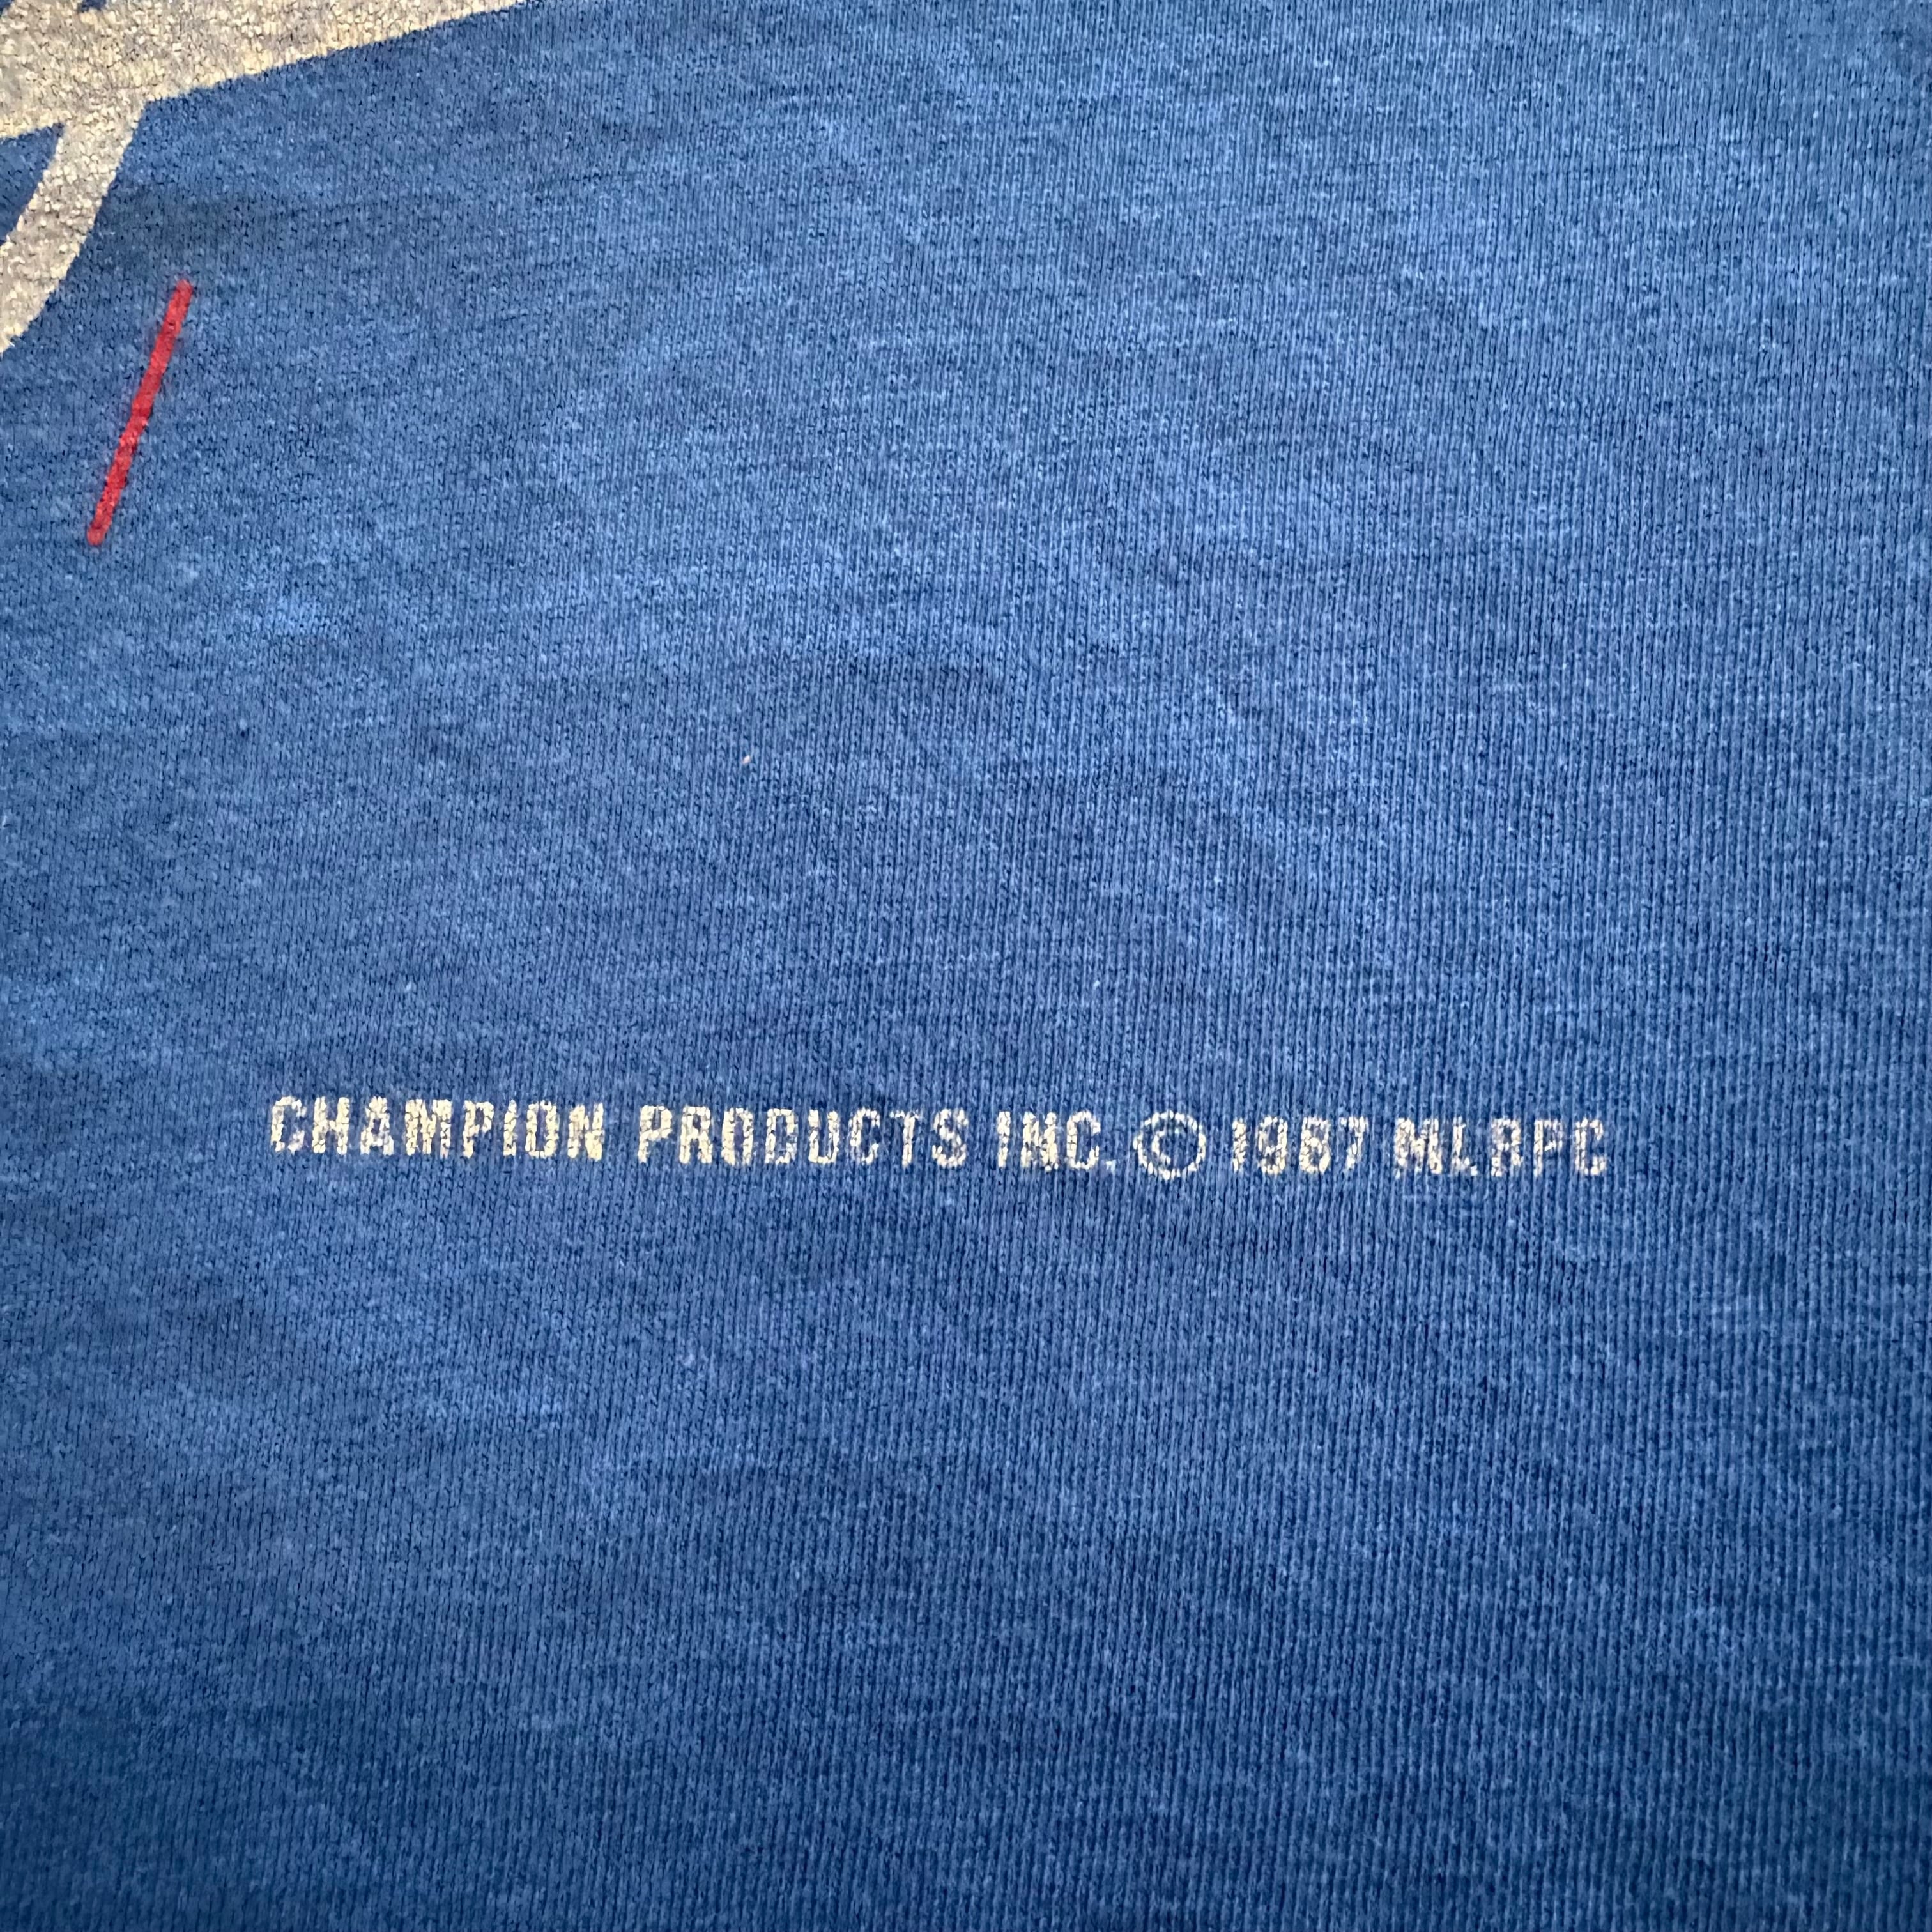 CHAMPION PRODUCTS INC. © 1987 MLBPC